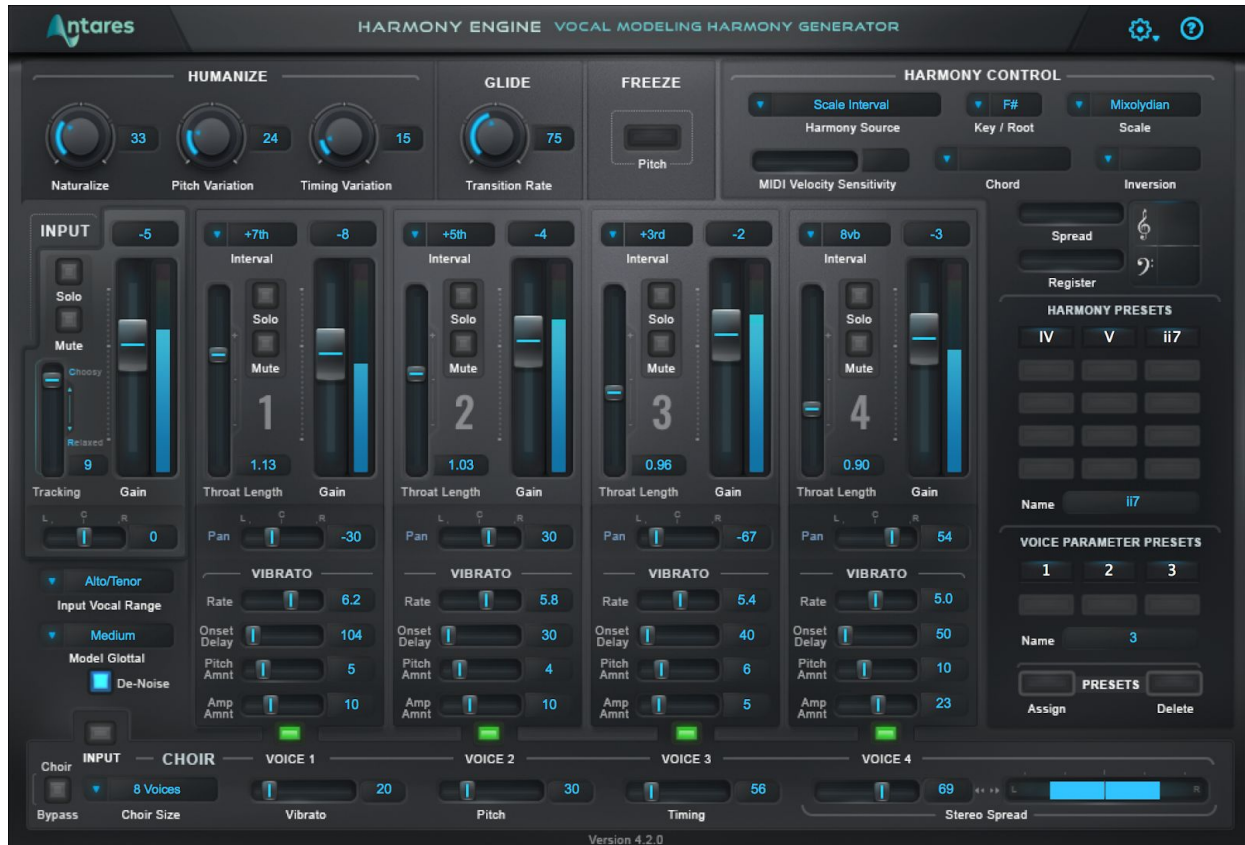 Antares
HARMONY ENGINE VOCAL MODELING HARMONY GENERATOR
?
HUMANIZE
33
24
15
Naturalize
Pitch Variation
Timing Variation
GLIDE
75
Transition Rate
FREEZE
Pitch
HARMONY CONTROL
Scale Interval
F#
Mixolydian
Harmony Source
Key / Root
Scale
MIDI Velocity Sensitivity
Chord
Inversion
INPUT
-5
Solo
Mute
Choosy
Relaxed
9
Tracking
Gain
L C R
0
Alto/Tenor
Input Vocal Range
Medium
Model Glottal
De-Noise
+7th
-8
Interval
Solo
Mute
+
-
1
1.13
Throat Length
Gain
L C R
Pan
-30
VIBRATO
Rate
6.2
Onset
Delay
104
Pitch
Amnt
5
Amp
Amnt
10
+5th
-4
Interval
Solo
Mute
+
-
2
1.03
Throat Length
Gain
L C R
Pan
30
VIBRATO
Rate
5.8
Onset
Delay
30
Pitch
Amnt
4
Amp
Amnt
10
+3rd
-2
Interval
Solo
Mute
+
-
3
0.96
Throat Length
Gain
L C R
Pan
-67
VIBRATO
Rate
5.4
Onset
Delay
40
Pitch
Amnt
6
Amp
Amnt
5
8vb
-3
Interval
Solo
Mute
+
-
4
0.90
Throat Length
Gain
L C R
Pan
54
VIBRATO
Rate
5.0
Onset
Delay
50
Pitch
Amnt
10
Amp
Amnt
23
Spread
Register
HARMONY PRESETS
IV V ii7
Name
ii7
VOICE PARAMETER PRESETS
1 2 3
Name
3
PRESETS
Assign
Delete
Choir
Bypass
INPUT
CHOIR
VOICE 1
VOICE 2
VOICE 3
VOICE 4
8 Voices
Choir Size
20
Vibrato
30
Pitch
56
Timing
69
L R
Stereo Spread
Version 4.2.0